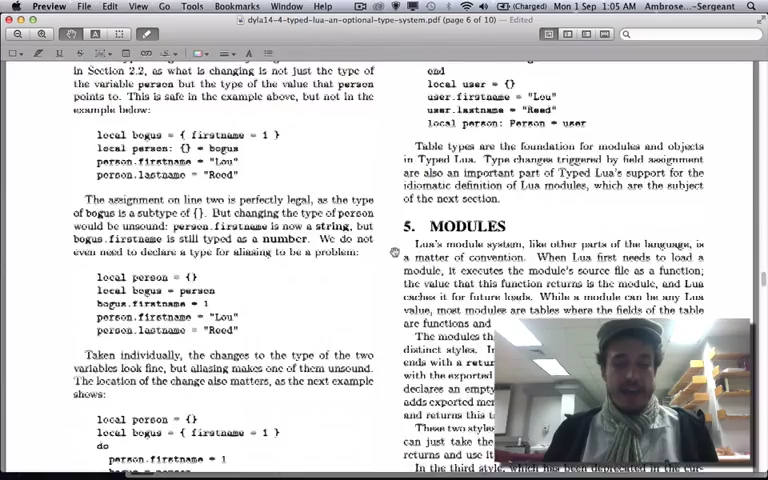 Preview File Edit View Go Tools Bookmarks Window Help (Charged) Mon 1 Sep 1:05 AM Ambrose...-Sergeant
dyla14-4-typed-lua-an-optional-type-system.pdf (page 6 of 10) — Edited
in Section 2.2, as what is changing is not just the type of
the variable person but the type of the value that person
points to. This is safe in the example above, but not in the
example below:
local bogus = { firstname = 1 }
local person: {} = bogus
person.firstname = "Lou"
person.lastname = "Reed"
The assignment on line two is perfectly legal, as the type
of bogus is a subtype of {}. But changing the type of person
would be unsound: person.firstname is now a string, but
bogus.firstname is still typed as a number. We do not
even need to declare a type for aliasing to be a problem:
local person = {}
local bogus = person
bogus.firstname = 1
person.firstname = "Lou"
person.lastname = "Reed"
Taken individually, the changes to the type of the two
variables look fine, but aliasing makes one of them unsound.
The location of the change also matters, as the next example
shows:
local person = {}
local bogus = { firstname = 1 }
do
person.firstname = 1
bogus = person
end
local user = {}
user.firstname = "Lou"
user.lastname = "Reed"
local person: Person = user
Table types are the foundation for modules and objects
in Typed Lua. Type changes triggered by field assignment
are also an important part of Typed Lua's support for the
idiomatic definition of Lua modules, which are the subject
of the next section.
5. MODULES
Lua's module system, like other parts of the language, is
a matter of convention. When Lua first needs to load a
module, it executes the module's source file as a function;
the value that this function returns is the module, and Lua
caches it for future loads. While a module can be any Lua
value, most modules are tables where the fields of the table
are functions and
The modules th
distinct styles. I
ends with a retur
with the exported
declares an empty
adds exported me
and returns this t
These two styles
can just take the
returns and use it
In the third style, which has been deprecated in the cur-